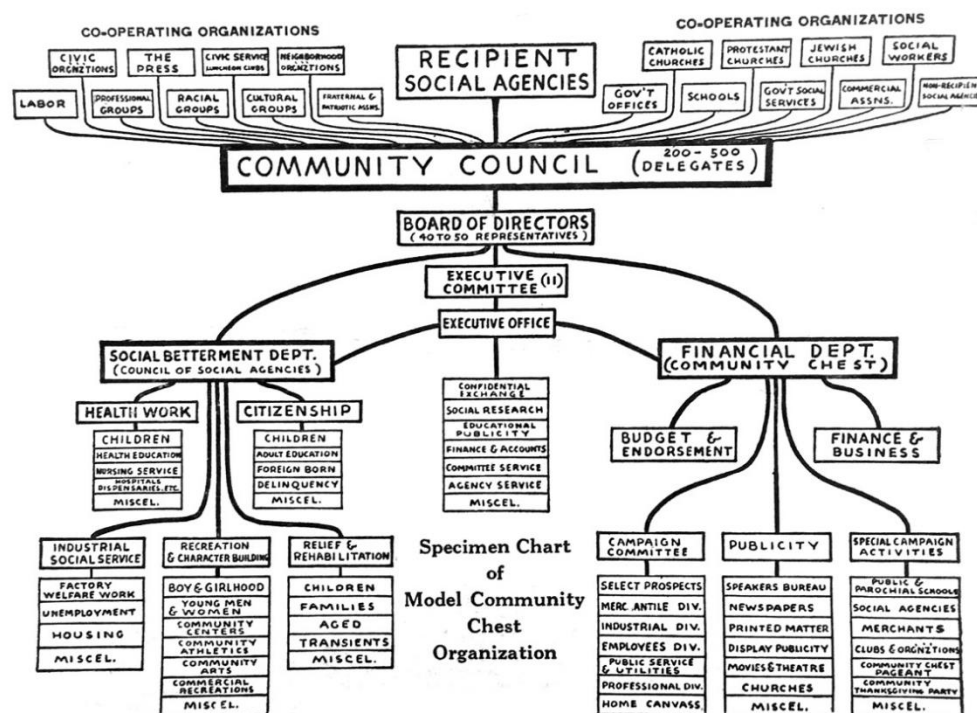 CO-OPERATING ORGANIZATIONS
CIVIC
ORGNZTIONS
THE
PRESS
CIVIC SERVICE
LUNCHEON CLUBS
NEIGHBORHOOD
ORGNZTIONS
LABOR
PROFESSIONAL
GROUPS
RACIAL
GROUPS
CULTURAL
GROUPS
FRATERNAL &
PATRIOTIC ASSNS.
RECIPIENT
SOCIAL AGENCIES
CO-OPERATING ORGANIZATIONS
CATHOLIC
CHURCHES
PROTESTANT
CHURCHES
JEWISH
CHURCHES
SOCIAL
WORKERS
GOV'T
OFFICES
SCHOOLS
GOV'T SOCIAL
SERVICES
COMMERCIAL
ASSNS.
NON-RECIPIENT
SOCIAL AGENCIES
COMMUNITY COUNCIL (200-500
DELEGATES)
BOARD OF DIRECTORS
(40 TO 50 REPRESENTATIVES)
EXECUTIVE
COMMITTEE (11)
EXECUTIVE OFFICE
SOCIAL BETTERMENT DEPT.
(COUNCIL OF SOCIAL AGENCIES)
FINANCIAL DEPT.
(COMMUNITY CHEST)
HEALTH WORK
CHILDREN
HEALTH EDUCATION
NURSING SERVICE
HOSPITALS
DISPENSARIES, ETC.
MISCEL.
CITIZENSHIP
CHILDREN
ADULT EDUCATION
FOREIGN BORN
DELINQUENCY
MISCEL.
CONFIDENTIAL
EXCHANGE
SOCIAL RESEARCH
EDUCATIONAL
PUBLICITY
FINANCE & ACCOUNTS
COMMITTEE SERVICE
AGENCY SERVICE
MISCEL.
BUDGET &
ENDORSEMENT
FINANCE &
BUSINESS
INDUSTRIAL
SOCIAL SERVICE
FACTORY
WELFARE WORK
UNEMPLOYMENT
HOUSING
MISCEL.
RECREATION
& CHARACTER BUILDING
BOY & GIRLHOOD
YOUNG MEN
& WOMEN
COMMUNITY
CENTERS
COMMUNITY
ATHLETICS
COMMUNITY
ARTS
COMMERCIAL
RECREATIONS
MISCEL.
RELIEF &
REHABILITATION
CHILDREN
FAMILIES
AGED
TRANSIENTS
MISCEL.
Specimen Chart
of
Model Community
Chest
Organization
CAMPAIGN
COMMITTEE
SELECT PROSPECTS
MERCANTILE DIV.
INDUSTRIAL DIV.
EMPLOYEES DIV.
PUBLIC SERVICE
& UTILITIES
PROFESSIONAL DIV.
HOME CANVASS.
PUBLICITY
SPEAKERS BUREAU
NEWSPAPERS
PRINTED MATTER
DISPLAY PUBLICITY
MOVIES & THEATRE
CHURCHES
MISCEL.
SPECIAL CAMPAIGN
ACTIVITIES
PUBLIC &
PAROCHIAL SCHOOLS
SOCIAL AGENCIES
MERCHANTS
CLUBS & ORGNZTIONS
COMMUNITY CHEST
PAGEANT
COMMUNITY
THANKSGIVING PARTY
MISCEL.